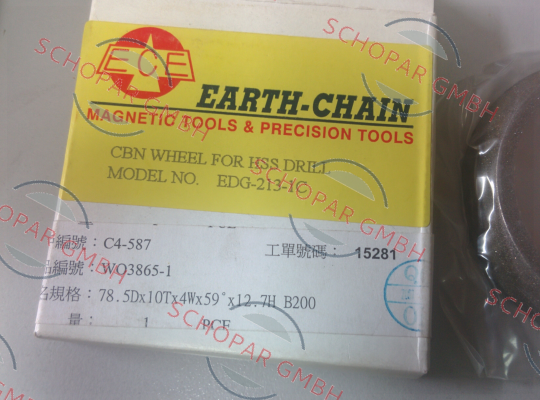 ECE
EARTH-CHAIN
MAGNETIC TOOLS & PRECISION TOOLS
CBN WHEEL FOR HSS DRILL
MODEL NO. EDG-213-1C
編號：C4-587
工單號碼： 15281
編號：WO3865-1
規格：78.5Dx10Tx4Wx59°x12.7H B200
量： 1 PCE
SCHOPAR GMBH
SCHOPAR GMBH
SCHOPAR GMBH
SCHOPAR GMBH
SCHOPAR GMBH
SCHOPAR GMBH